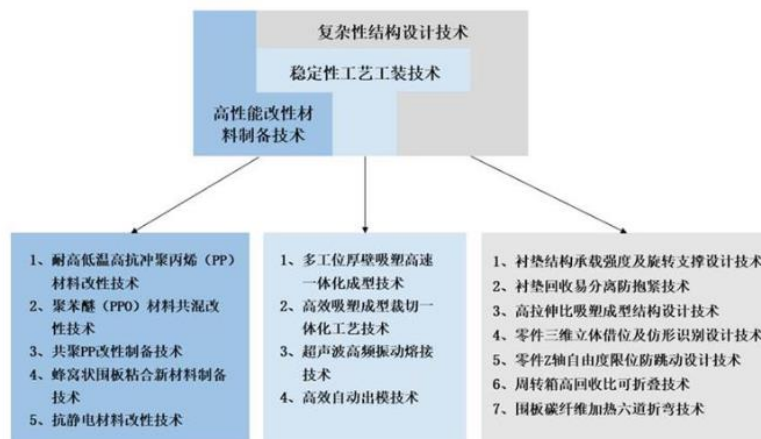 复杂性结构设计技术
稳定性工艺工装技术
高性能改性材
料制备技术
1、耐高低温高抗冲聚丙烯（PP）
材料改性技术
2、聚苯醚（PPO）材料共混改
性技术
3、共聚PP改性制备技术
4、蜂窝状围板粘合新材料制备
技术
5、抗静电材料改性技术
1、多工位厚壁吸塑高速
一体化成型技术
2、高效吸塑成型裁切一
体化工艺技术
3、超声波高频振动熔接
技术
4、高效自动出模技术
1、衬垫结构承载强度及旋转支撑设计技术
2、衬垫回收易分离防抱紧技术
3、高拉伸比吸塑成型结构设计技术
4、零件三维立体借位及仿形识别设计技术
5、零件Z轴自由度限位防跳动设计技术
6、周转箱高回收比可折叠技术
7、围板碳纤维加热六道折弯技术